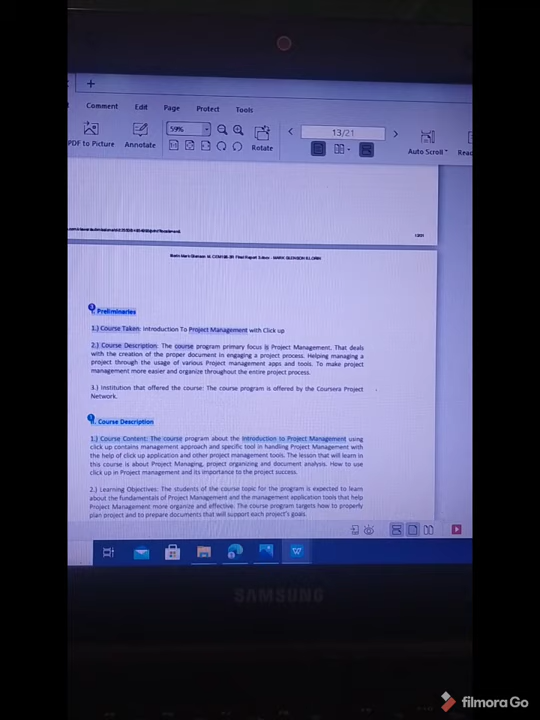 Comment Edit Page Protect Tools
59%
13/21
PDF to Picture Annotate Rotate Auto Scroll
13/21
I. Preliminaries
1.) Course Taken: Introduction To Project Management with Click up
2.) Course Description: The course program primary focus is Project Management. That deals
with the creation of the proper document in engaging a project process. Helping managing a
project through the usage of various Project management apps and tools. To make project
management more easier and organize throughout the entire project process.
3.) Institution that offered the course: The course program is offered by the Coursera Project
Network.
II. Course Description
1.) Course Content: The course program about the Introduction to Project Management using
click up contains management approach and specific tool in handling Project Management with
the help of click up application and other project management tools. The lesson that will learn in
this course is about Project Managing, project organizing and document analysis. How to use
click up in Project management and its importance to the project success.
2.) Learning Objectives: The students of the course topic for the program is expected to learn
about the fundamentals of Project Management and the management application tools that help
Project Management more organize and effective. The course program targets how to properly
plan project and to prepare documents that will support each project's goals.
SAMSUNG
filmora Go